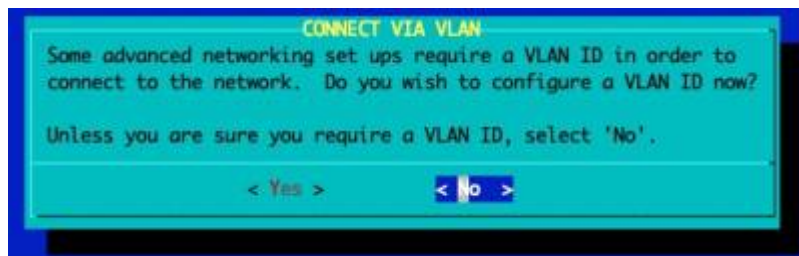 CONNECT VIA VLAN
Some advanced networking set ups require a VLAN ID in order to
connect to the network.  Do you wish to configure a VLAN ID now?
Unless you are sure you require a VLAN ID, select 'No'.
< Yes > < No >